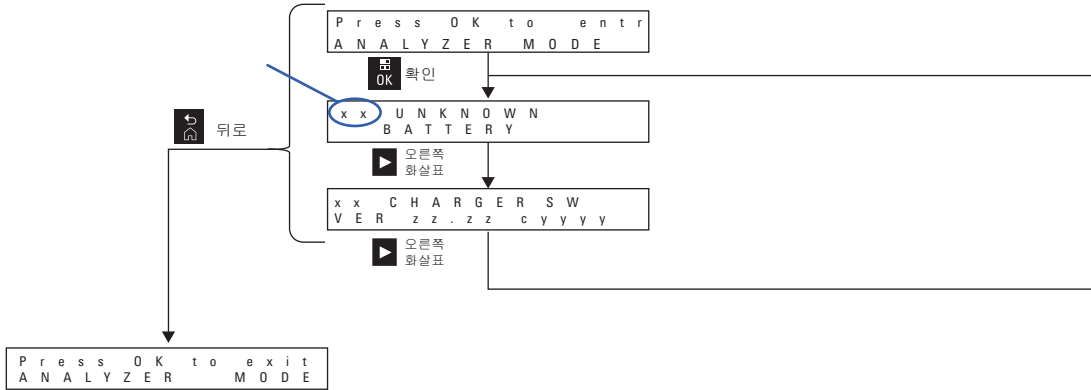 Press OK to entr
ANALYZER MODE
OK 확인
xx UNKNOWN
BATTERY
뒤로
오른쪽
화살표
xx CHARGER SW
VER zz.zz cyyyy
오른쪽
화살표
Press OK to exit
ANALYZER MODE